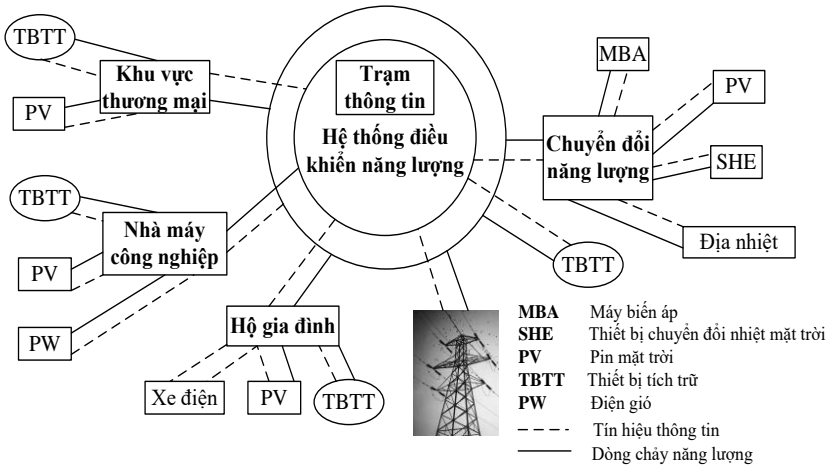 TBTT
Khu vực
thương mại
PV
Trạm
thông tin
Hệ thống điều
khiển năng lượng
MBA
PV
Chuyển đổi
năng lượng
SHE
Địa nhiệt
TBTT
TBTT
Nhà máy
công nghiệp
PV
PW
Hộ gia đình
Xe điện
PV
TBTT
MBA Máy biến áp
SHE Thiết bị chuyển đổi nhiệt mặt trời
PV Pin mặt trời
TBTT Thiết bị tích trữ
PW Điện gió
Tín hiệu thông tin
Dòng chảy năng lượng